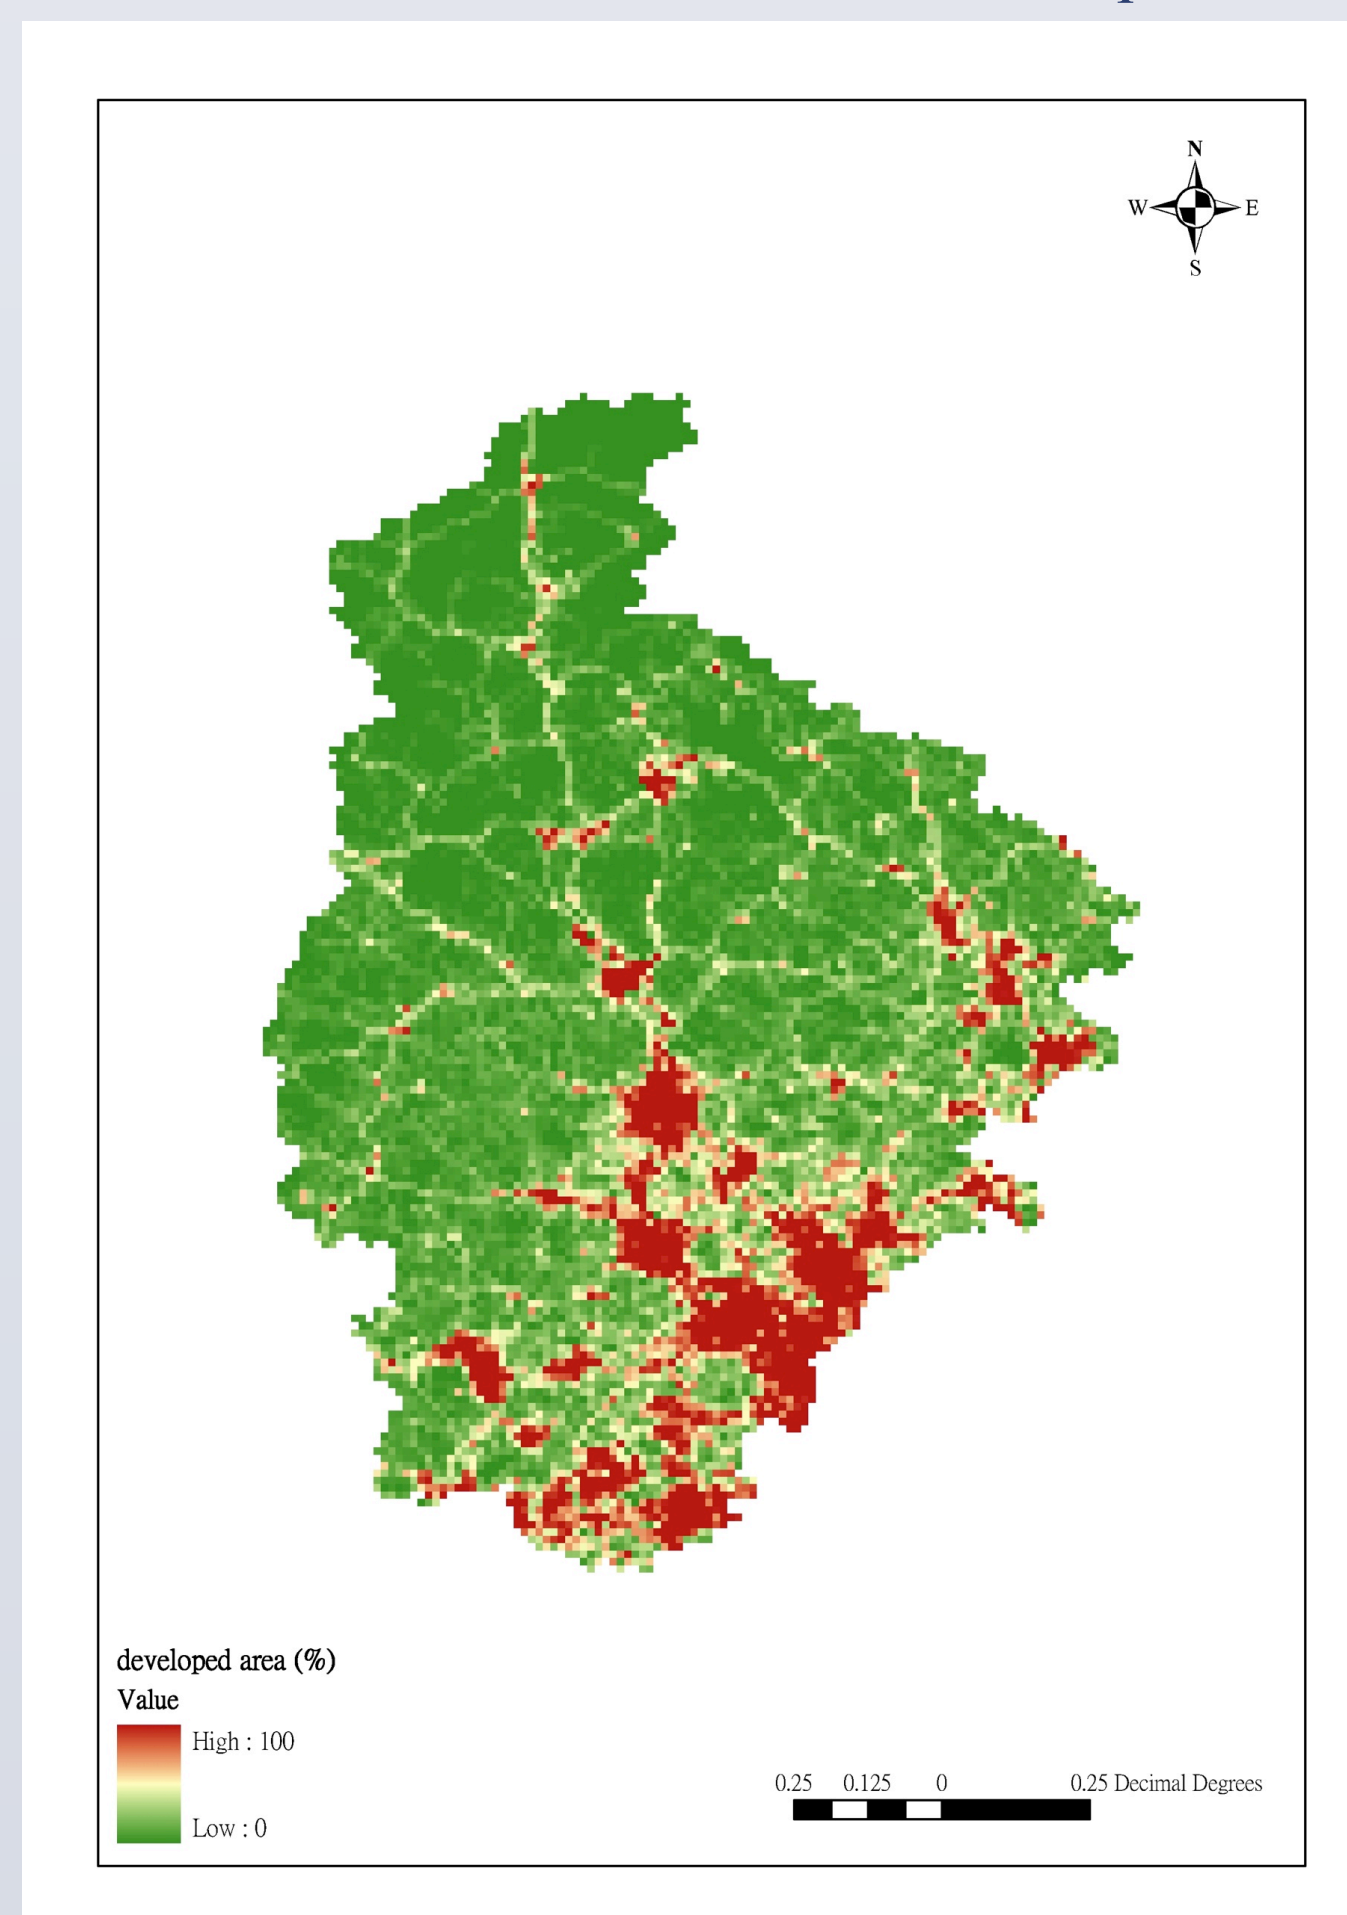 N
W E
S
developed area (%)
Value
High : 100
Low : 0
0.25 0.125 0 0.25 Decimal Degrees